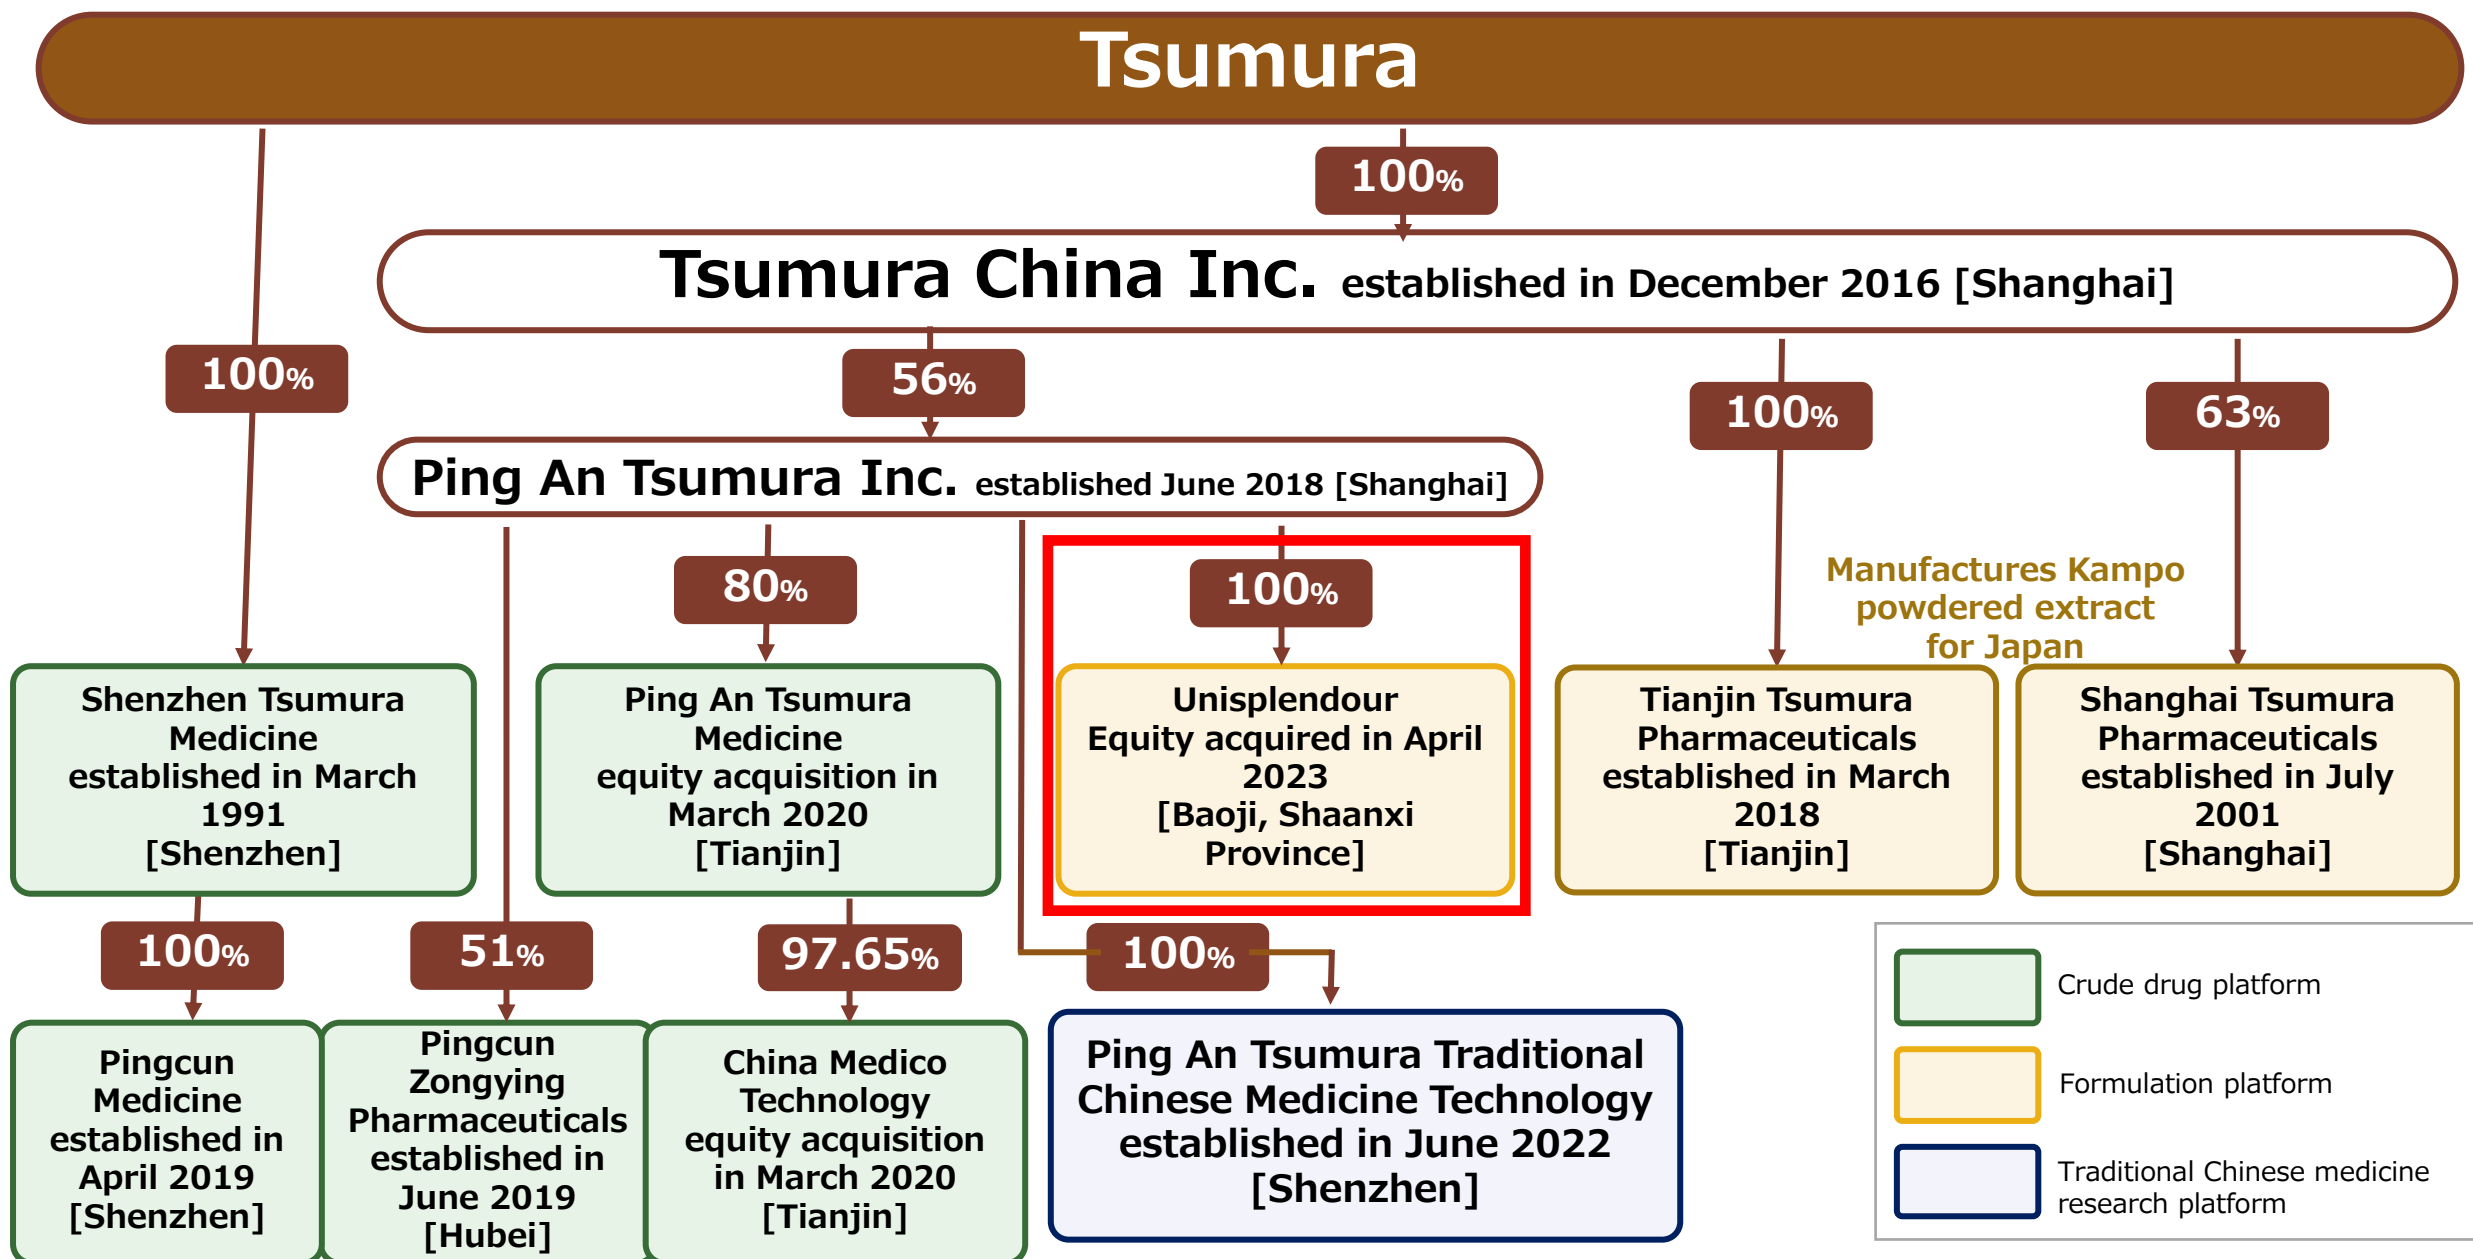 Tsumura
100%
Tsumura China Inc. established in December 2016 [Shanghai]
100%
56%
100%
63%
Ping An Tsumura Inc. established June 2018 [Shanghai]
80%
100%
Manufactures Kampo
powdered extract
for Japan
Shenzhen Tsumura
Medicine
established in March
1991
[Shenzhen]
Ping An Tsumura
Medicine
equity acquisition in
March 2020
[Tianjin]
Unisplendour
Equity acquired in April
2023
[Baoji, Shaanxi
Province]
Tianjin Tsumura
Pharmaceuticals
established in March
2018
[Tianjin]
Shanghai Tsumura
Pharmaceuticals
established in July
2001
[Shanghai]
100%
51%
97.65%
100%
Pingcun
Medicine
established in
April 2019
[Shenzhen]
Pingcun
Zongying
Pharmaceuticals
established in
June 2019
[Hubei]
China Medico
Technology
equity acquisition
in March 2020
[Tianjin]
Ping An Tsumura Traditional
Chinese Medicine Technology
established in June 2022
[Shenzhen]
Crude drug platform
Formulation platform
Traditional Chinese medicine
research platform